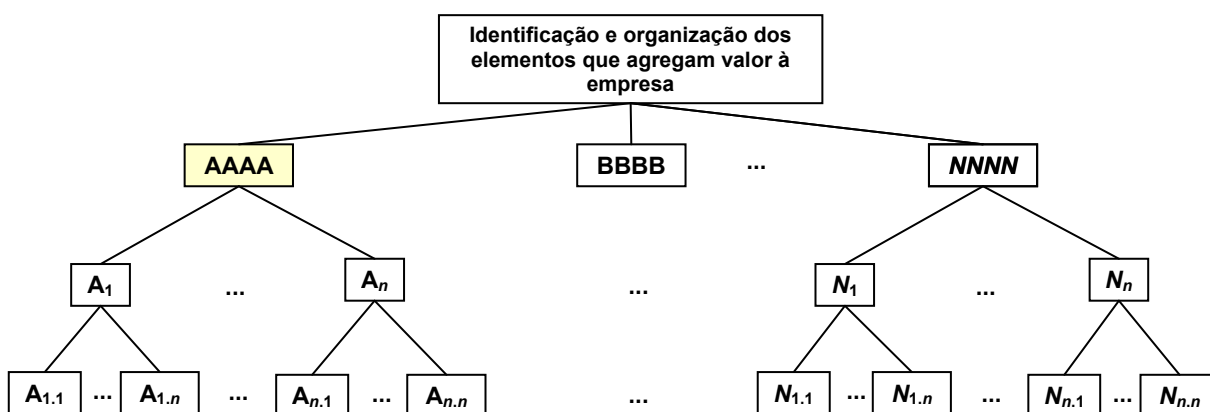 Identificação e organização dos
elementos que agregam valor à
empresa
AAAA
BBBB
...
NNNN
A1
...
An
...
N1
...
Nn
A1.1
...
A1.n
...
An.1
...
An.n
...
N1.1
...
N1.n
...
Nn.1
...
Nn.n